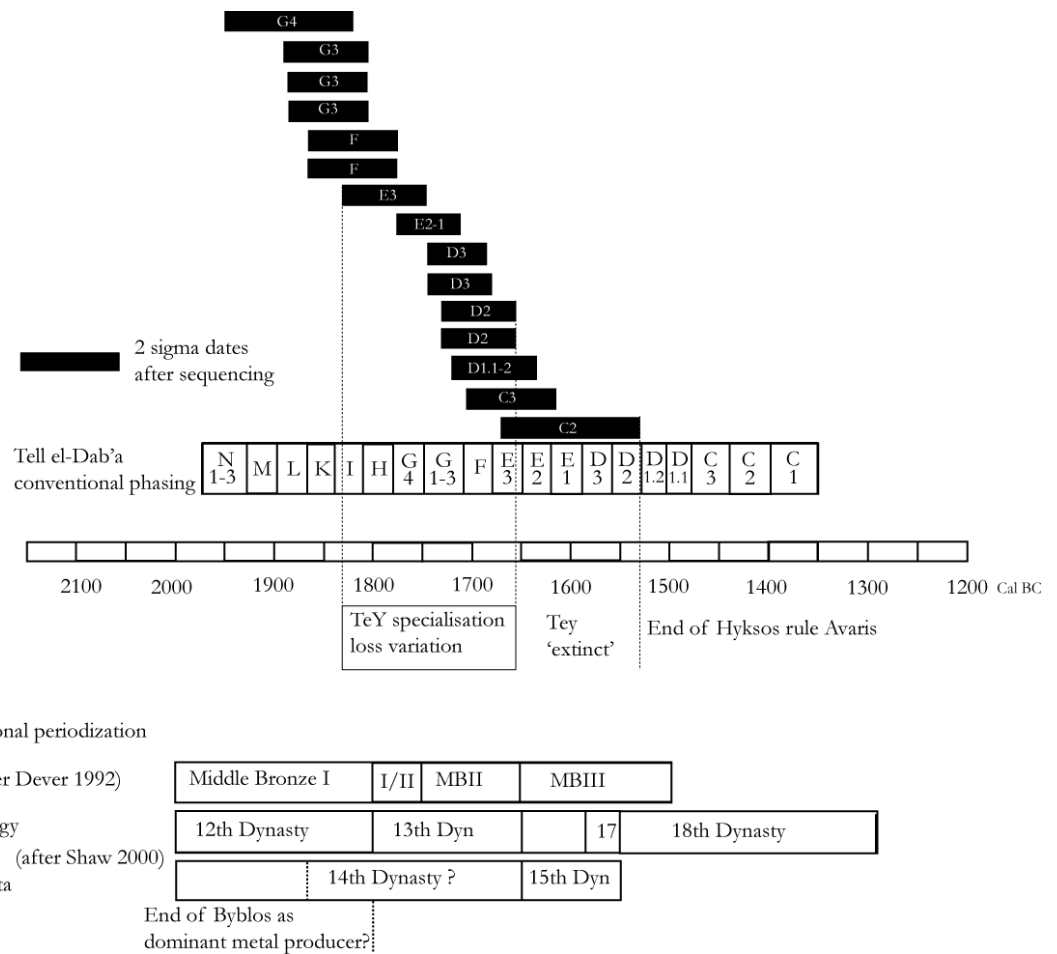 G4
G3
G3
G3
F
F
E3
E2-1
D3
D3
D2
D2
D1.1-2
C3
C2
2 sigma dates
after sequencing
Tell el-Dab'a
conventional phasing
N 1-3 M L K I H G 4 G 1-3 F E 3 E 2 E 1 D 3 D 2 D 1.2 D 1.1 C 3 C 2 C 1
2100 2000 1900 1800 1700 1600 1500 1400 1300 1200 Cal BC
TeY specialisation
loss variation
Tey
‘extinct’
End of Hyksos rule Avaris
onal periodization
er Dever 1992)
Middle Bronze I I/II MBII MBIII
gy
12th Dynasty 13th Dyn 17 18th Dynasty
(after Shaw 2000)
ta
14th Dynasty ? 15th Dyn
End of Byblos as
dominant metal producer?